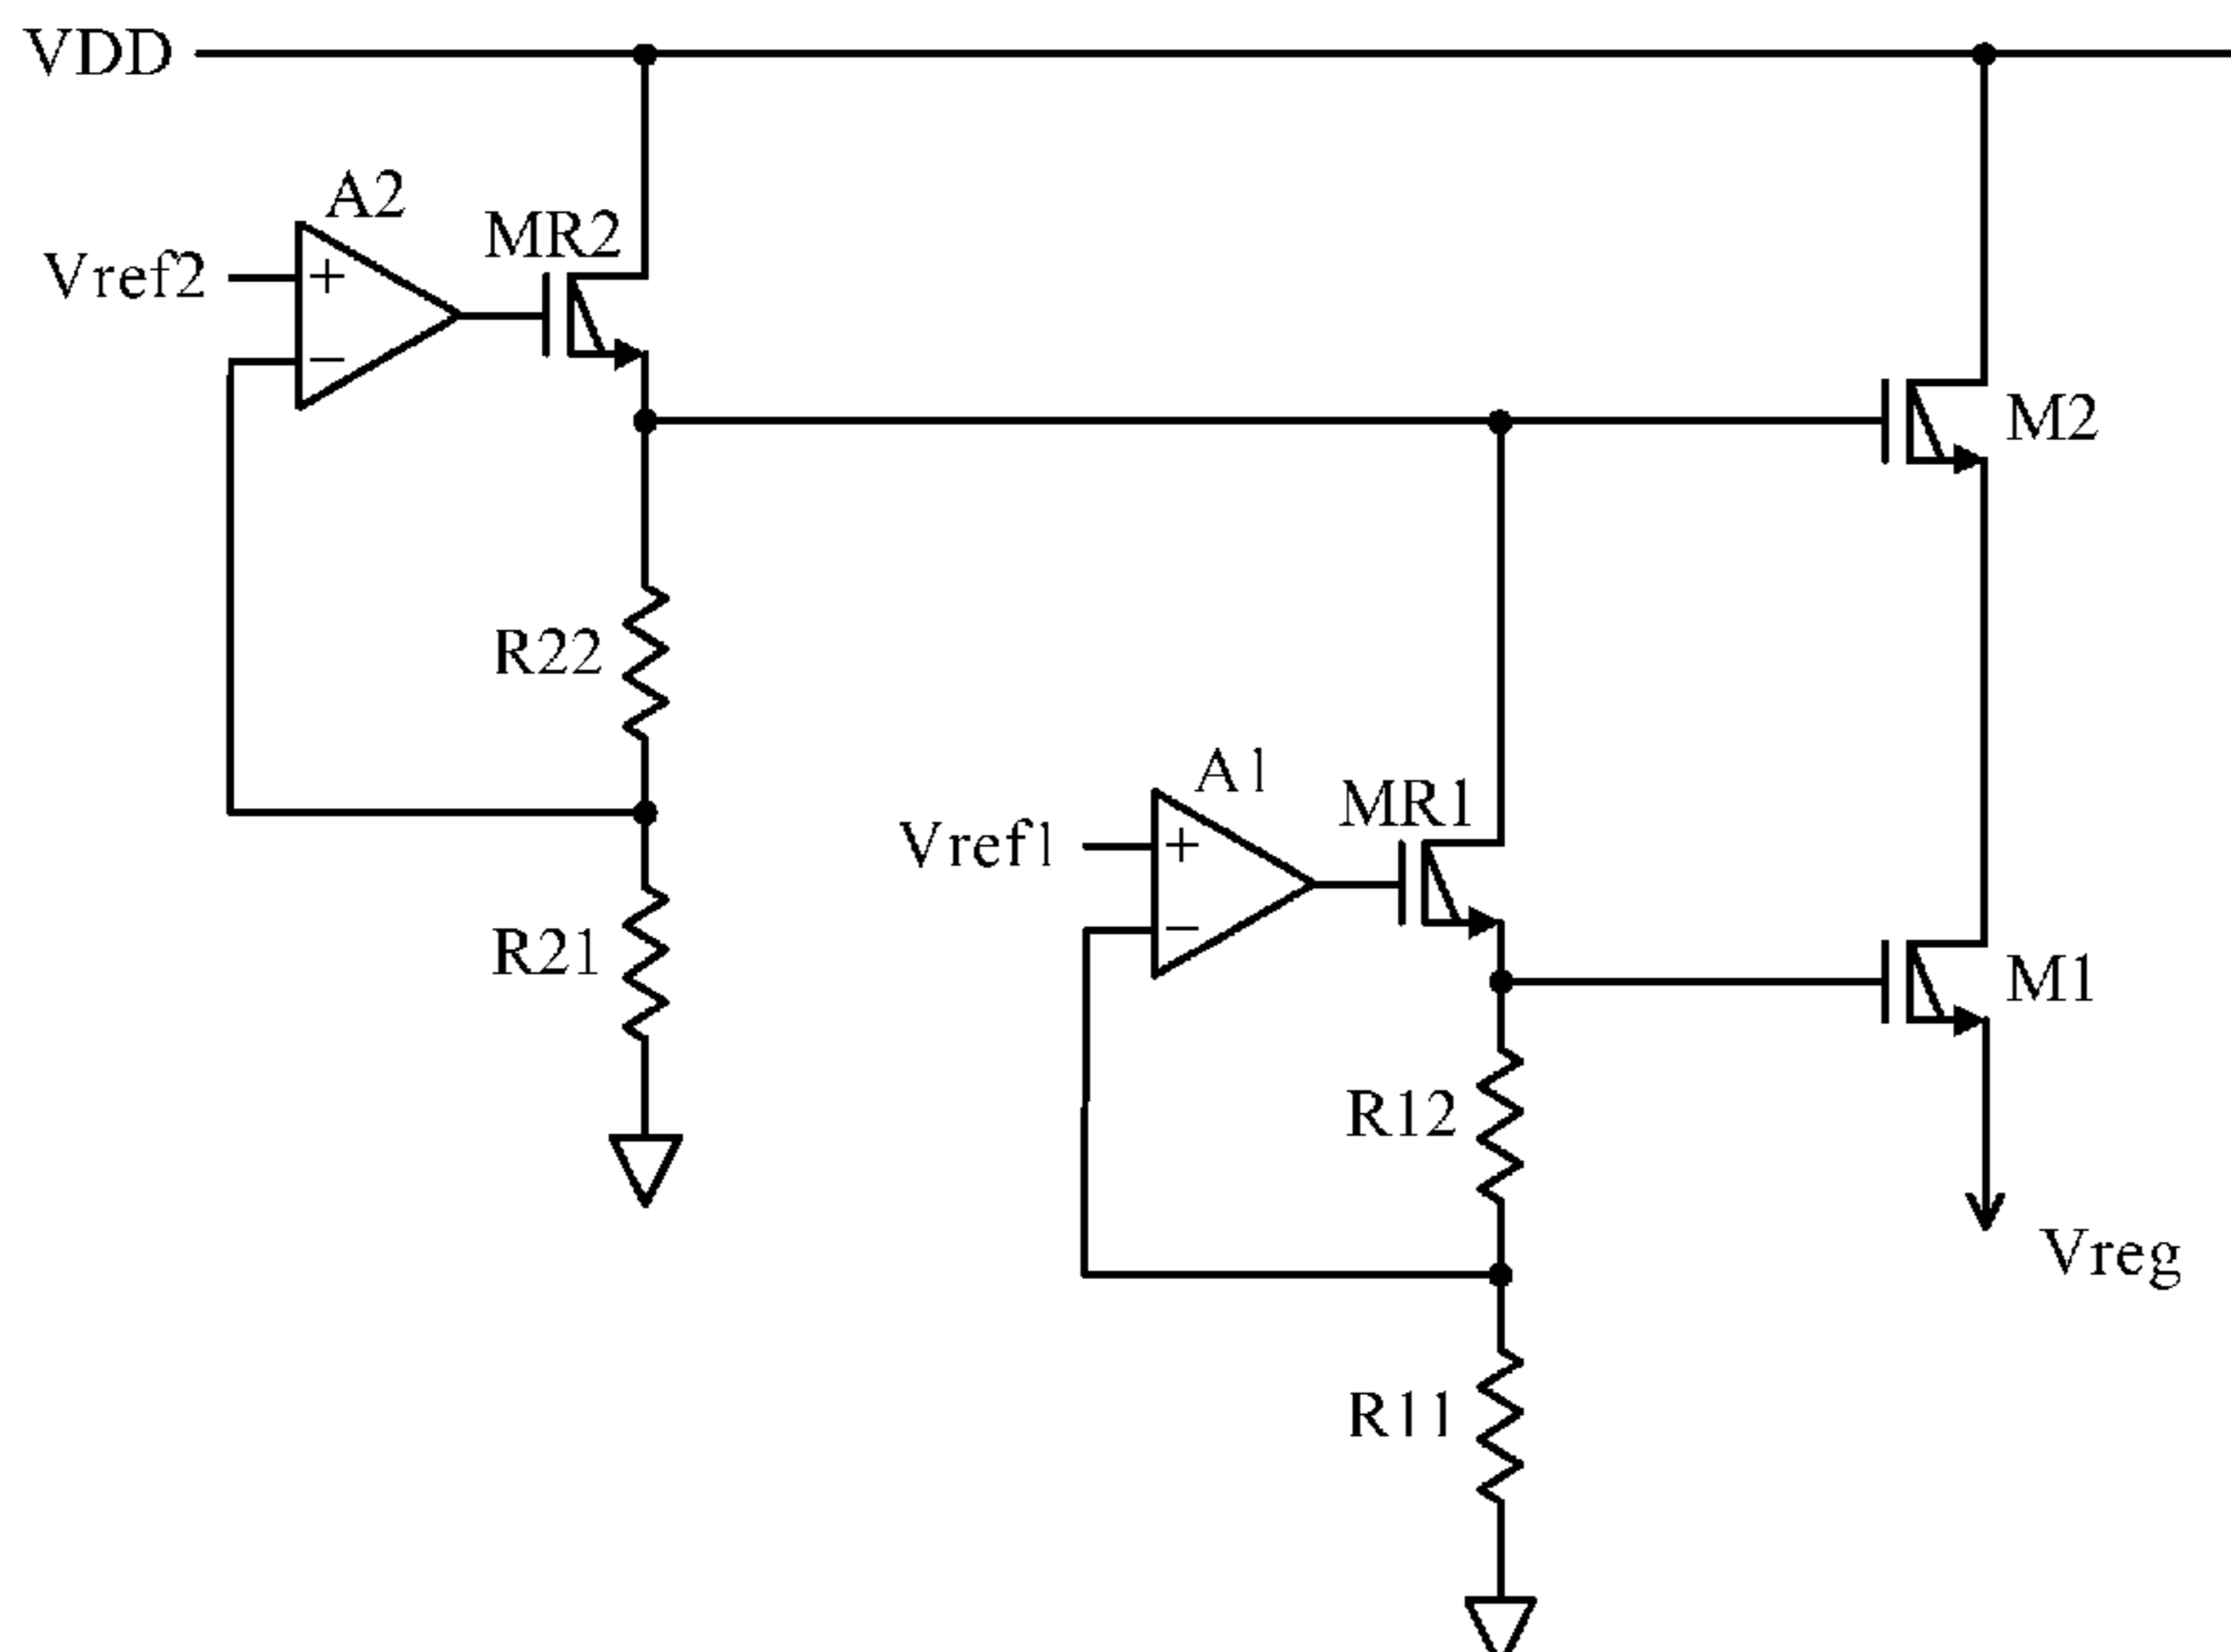 VDD
A2
MR2
Vref2
+
−
M2
R22
A1
MR1
Vref1
+
−
R21
M1
R12
Vreg
R11